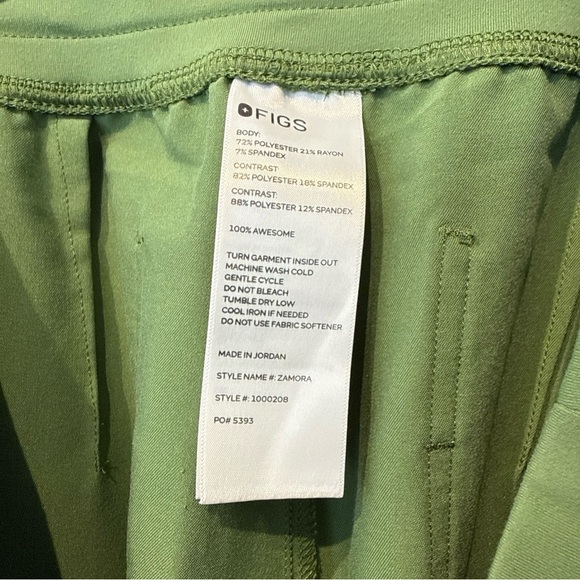 FIGS
BODY:
72% POLYESTER 21% RAYON
7% SPANDEX
CONTRAST:
82% POLYESTER 18% SPANDEX
CONTRAST:
88% POLYESTER 12% SPANDEX
100% AWESOME
TURN GARMENT INSIDE OUT
MACHINE WASH COLD
GENTLE CYCLE
DO NOT BLEACH
TUMBLE DRY LOW
COOL IRON IF NEEDED
DO NOT USE FABRIC SOFTENER
MADE IN JORDAN
STYLE NAME #: ZAMORA
STYLE #: 1000208
PO# 5393